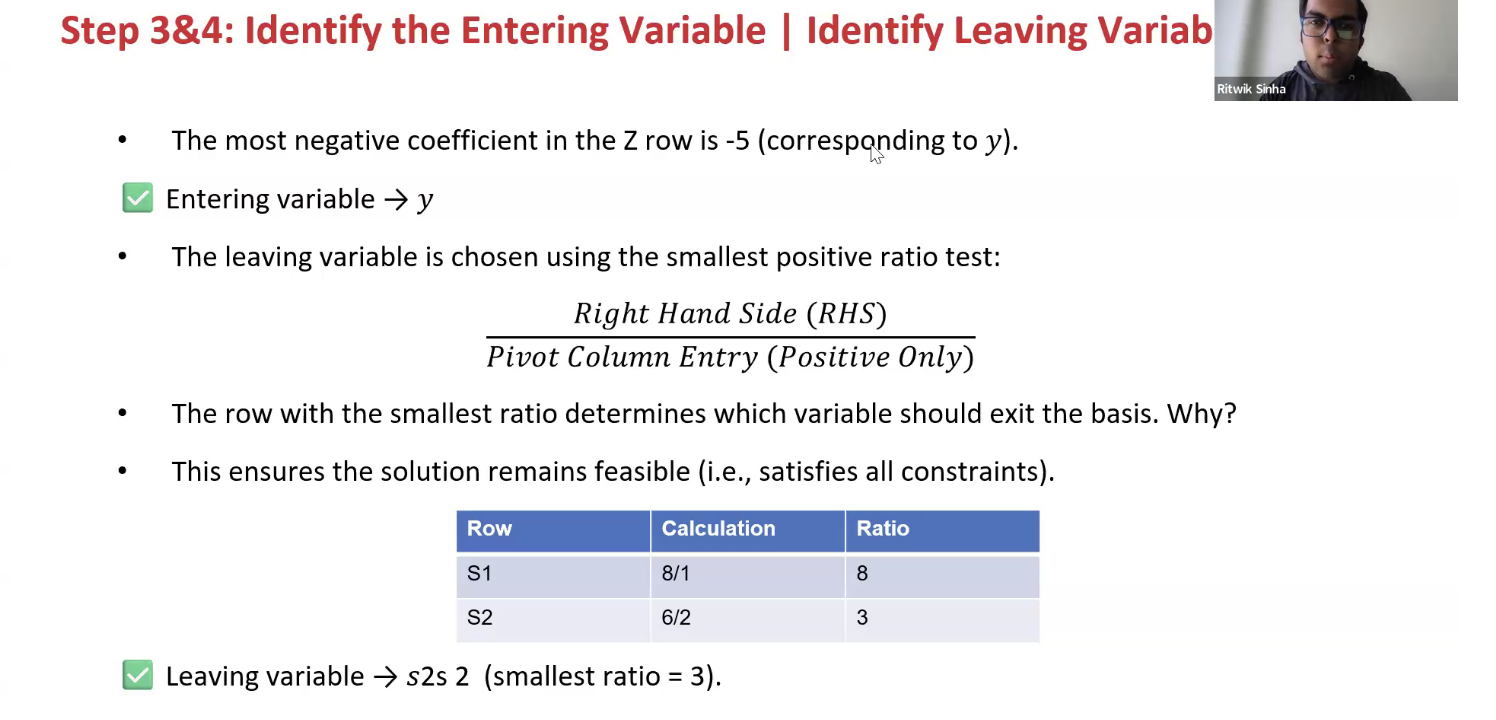 Step 3&4: Identify the Entering Variable | Identify Leaving Variab
Ritwik Sinha
• The most negative coefficient in the Z row is -5 (corresponding to y).
✅ Entering variable → y
• The leaving variable is chosen using the smallest positive ratio test:
Right Hand Side (RHS)
Pivot Column Entry (Positive Only)
• The row with the smallest ratio determines which variable should exit the basis. Why?
• This ensures the solution remains feasible (i.e., satisfies all constraints).
Row Calculation Ratio
S1 8/1 8
S2 6/2 3
✅ Leaving variable → s2s 2 (smallest ratio = 3).